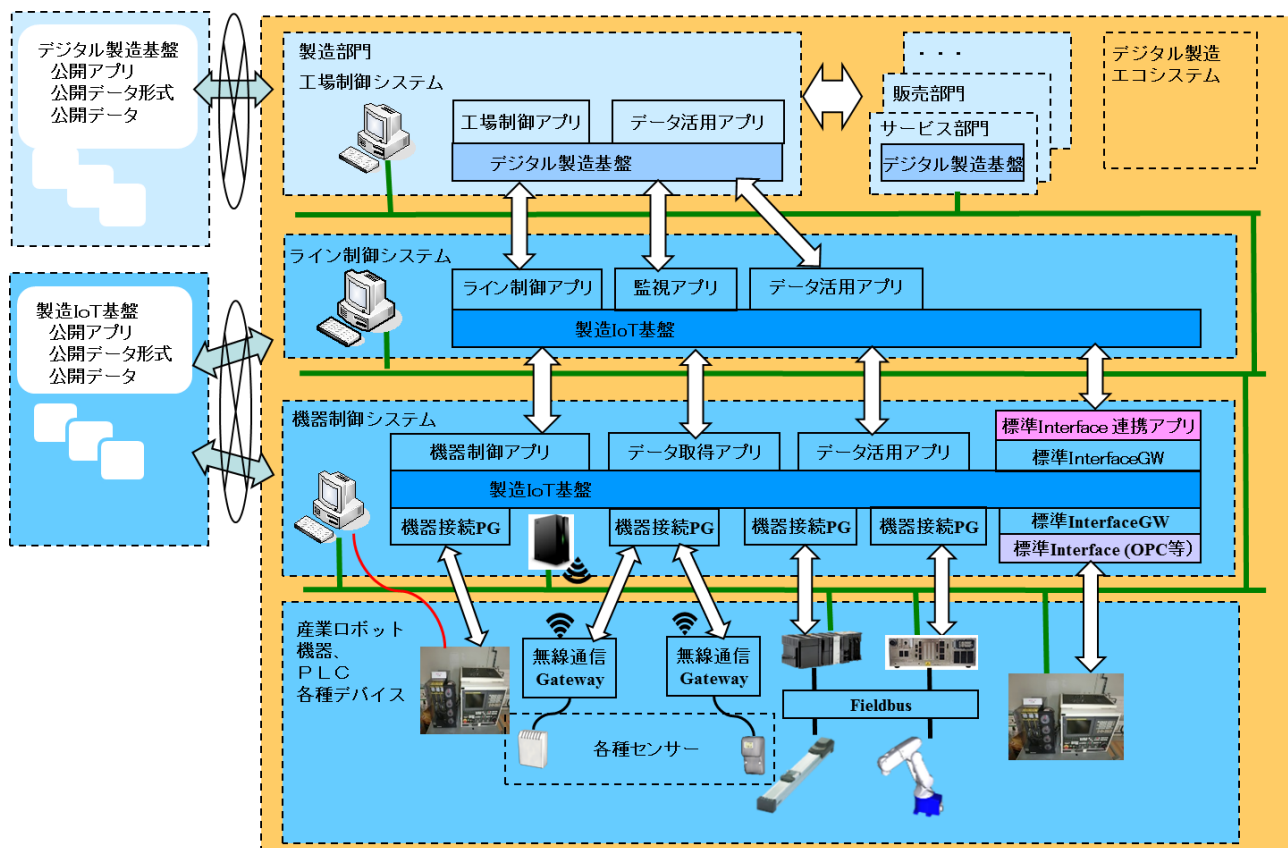 デジタル製造基盤
公開アプリ
公開データ形式
公開データ
製造部門
工場制御システム
工場制御アプリ
データ活用アプリ
デジタル製造基盤
・・・
販売部門
サービス部門
デジタル製造基盤
デジタル製造
エコシステム
ライン制御システム
ライン制御アプリ
監視アプリ
データ活用アプリ
製造IoT基盤
製造IoT基盤
公開アプリ
公開データ形式
公開データ
機器制御システム
機器制御アプリ
データ取得アプリ
データ活用アプリ
標準Interface 連携アプリ
標準InterfaceGW
製造IoT基盤
機器接続PG
機器接続PG
機器接続PG
機器接続PG
標準InterfaceGW
標準Interface (OPC等)
産業ロボット
機器、
ＰＬＣ
各種デバイス
無線通信
Gateway
無線通信
Gateway
Fieldbus
各種センサー